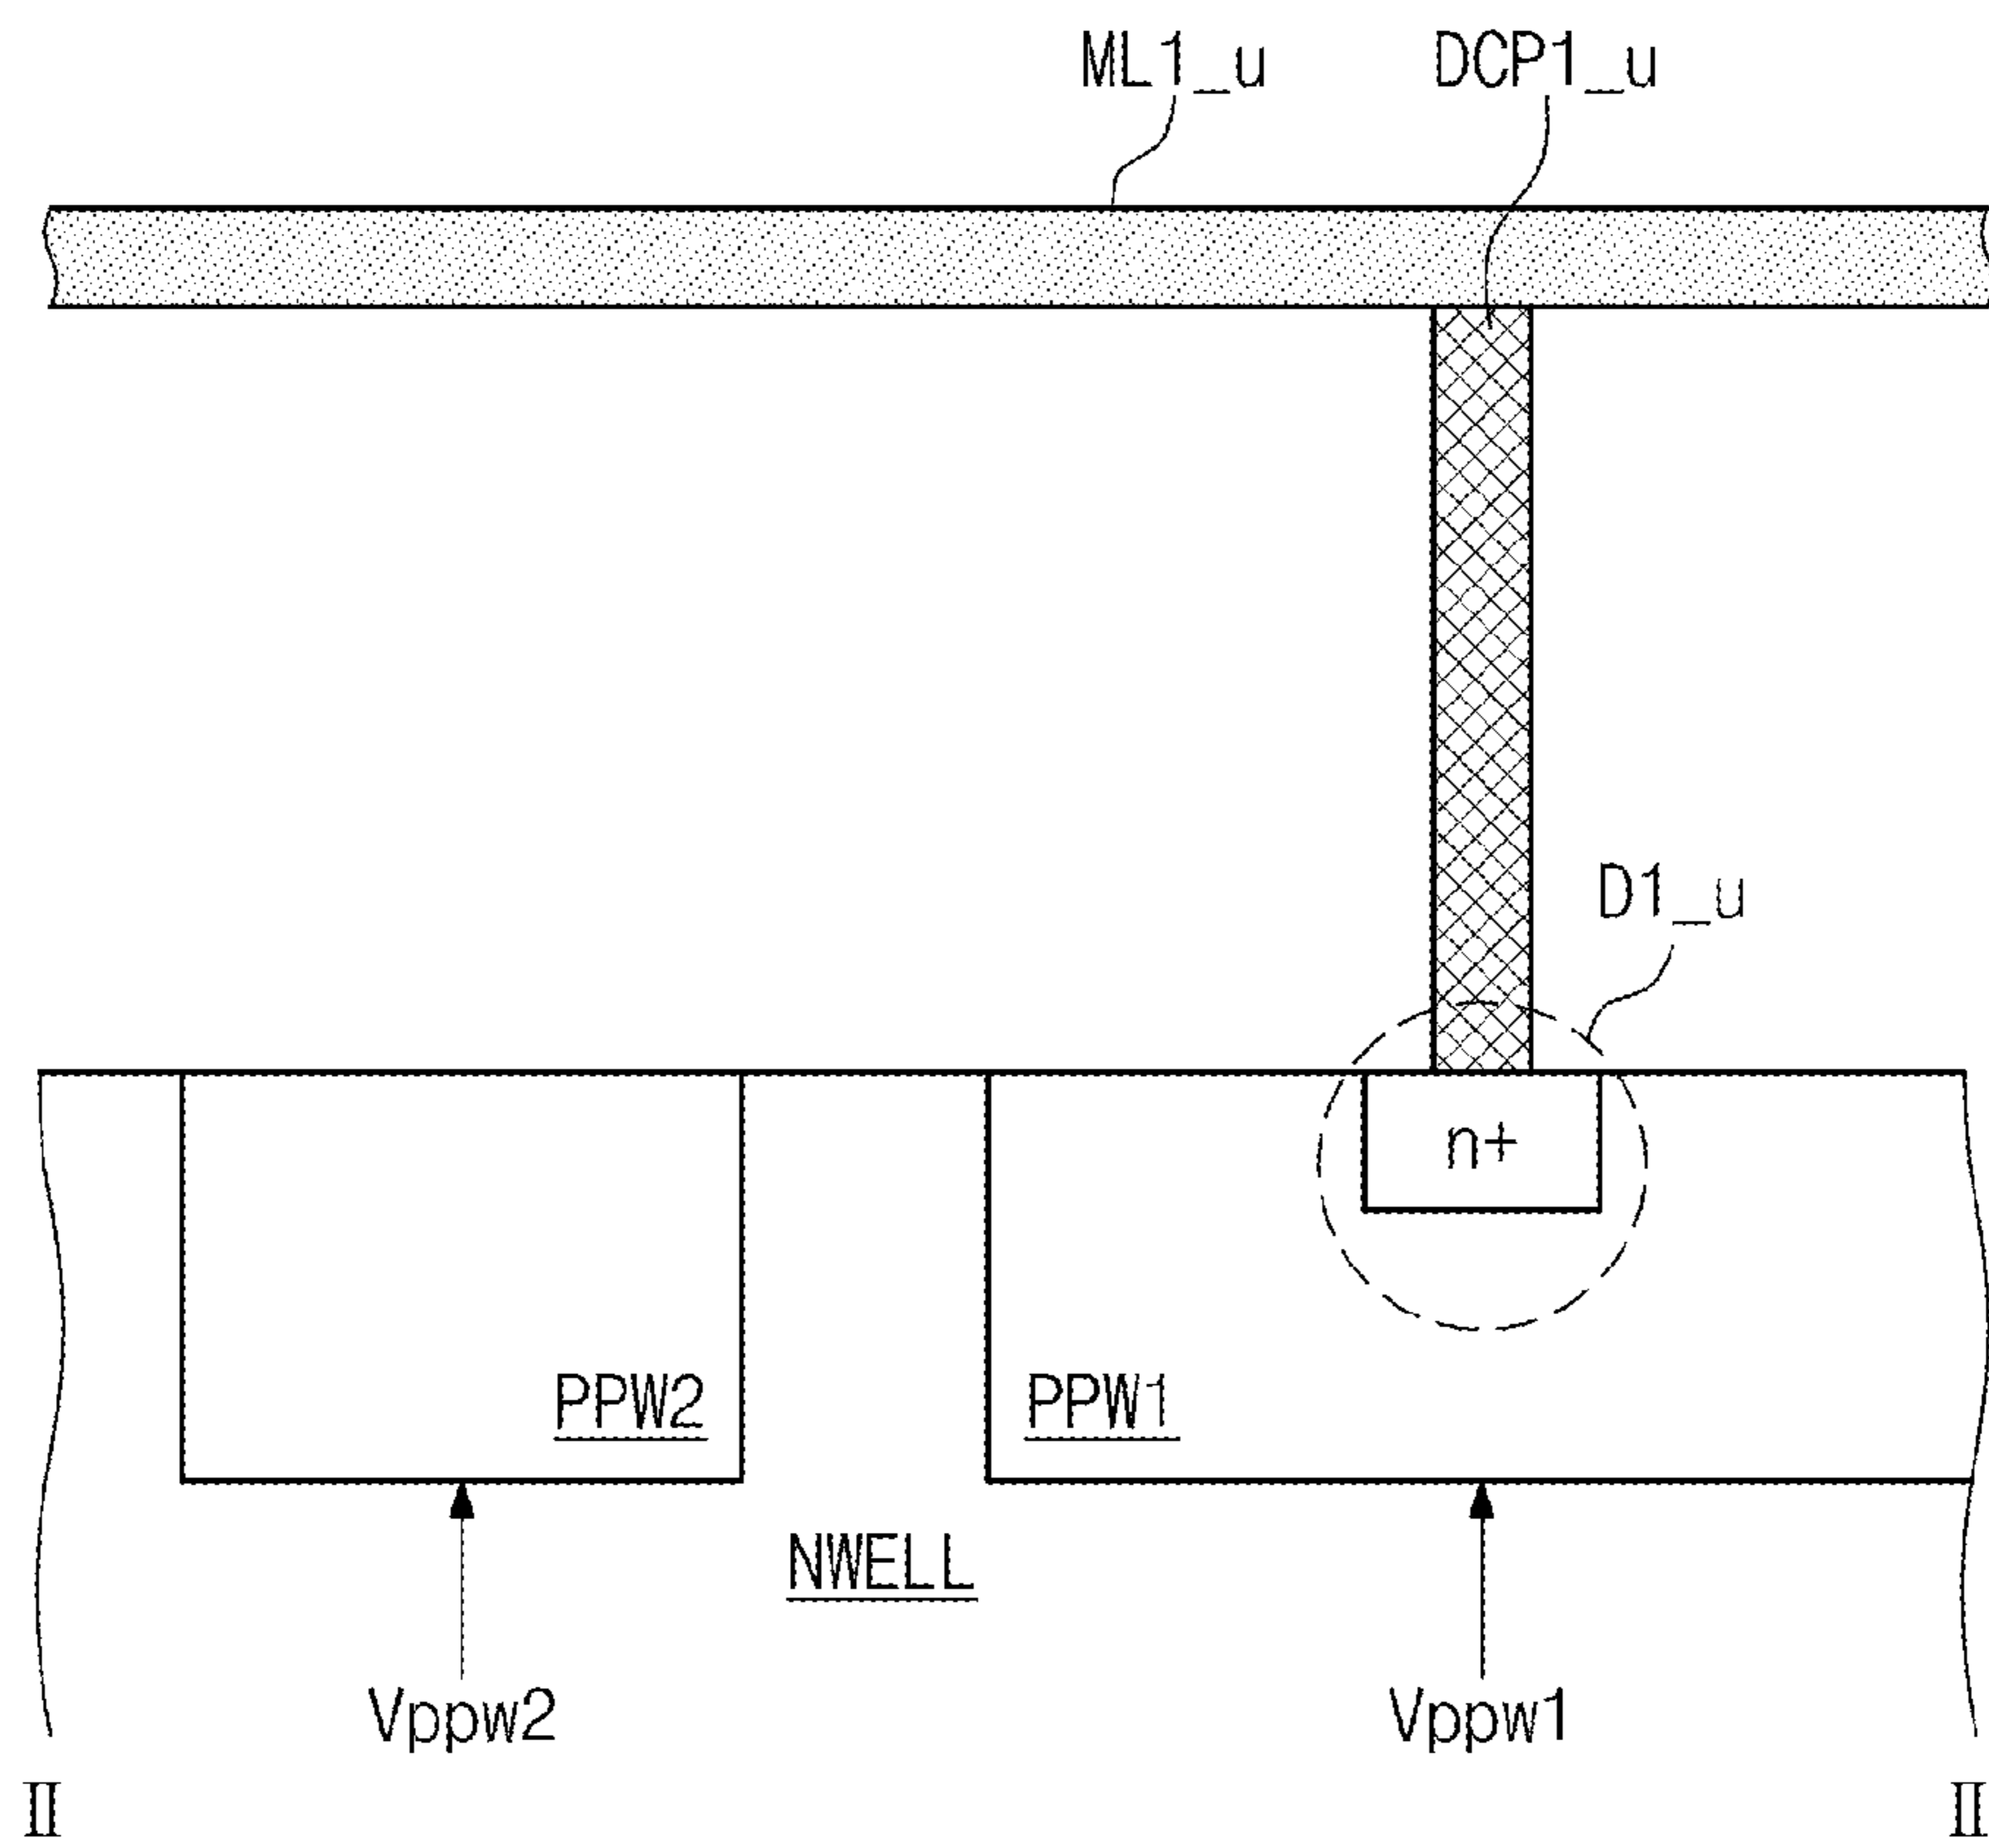 ML1_u DCP1_u
D1_u
n+
PPW2 PPW1
NWELL
Vppw2 Vppw1
II II